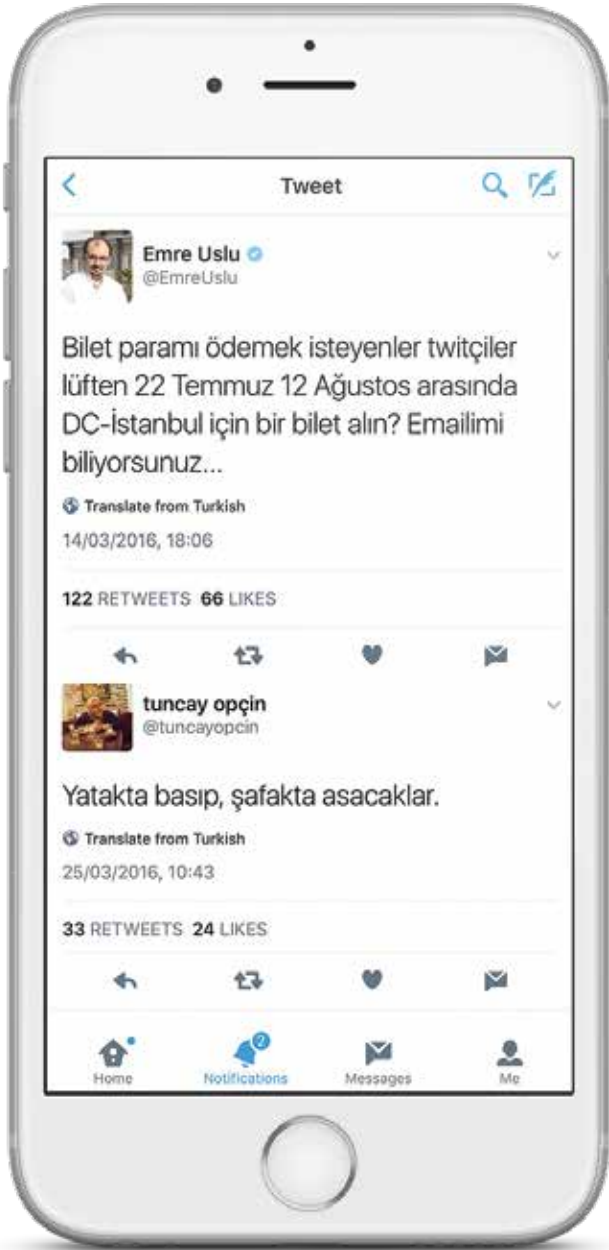 Tweet
Emre Uslu
@EmreUslu
Bilet paramı ödemek isteyenler twitçiler
lüften 22 Temmuz 12 Ağustos arasında
DC-İstanbul için bir bilet alın? Emailimi
biliyorsunuz...
Translate from Turkish
14/03/2016, 18:06
122 RETWEETS 66 LIKES
tuncay opçin
@tuncayopcin
Yatakta basıp, şafakta asacaklar.
Translate from Turkish
25/03/2016, 10:43
33 RETWEETS 24 LIKES
2
Home Notifications Messages Me